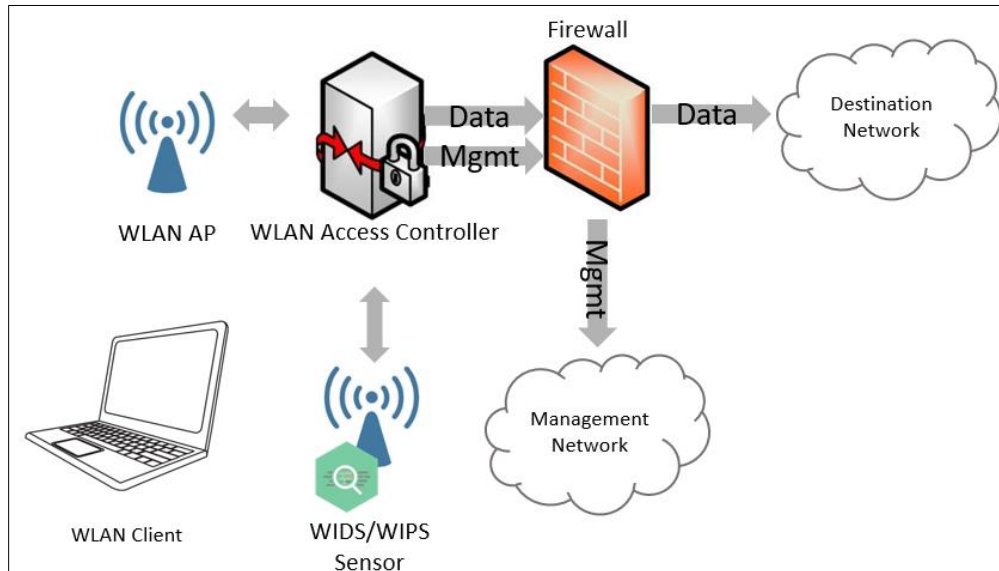 Firewall
Data
Mgmt
Data
Destination
Network
WLAN AP
WLAN Access Controller
Mgmt
Management
Network
WLAN Client
WIDS/WIPS
Sensor